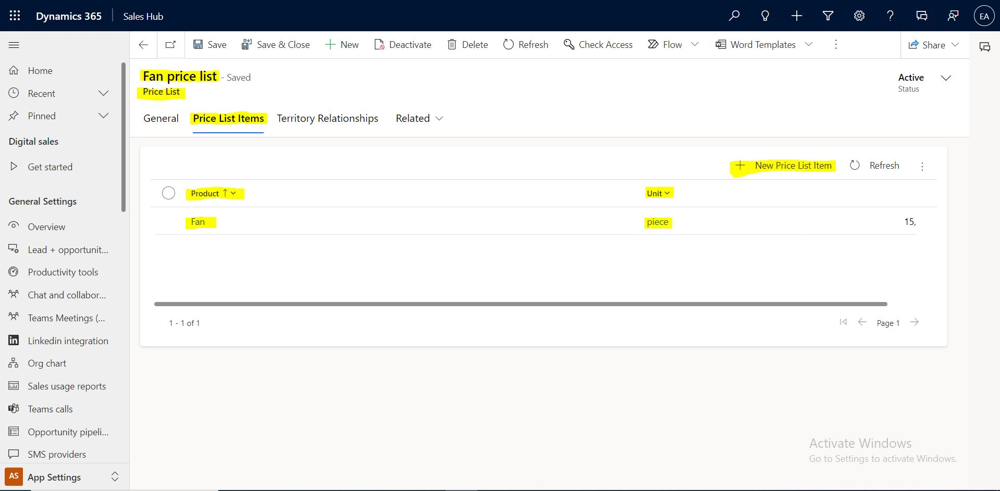 Dynamics 365 Sales Hub EA
Save Save & Close New Deactivate Delete Refresh Check Access Flow Word Templates Share
Home
Recent
Pinned
Digital sales
Get started
General Settings
Overview
Lead + opportunit...
Productivity tools
Chat and collabor...
Teams Meetings (...
Linkedin integration
Org chart
Sales usage reports
Teams calls
Opportunity pipeli...
SMS providers
AS App Settings
Fan price list - Saved
Price List
Active
Status
General Price List Items Territory Relationships Related
New Price List Item Refresh
Product Unit
Fan piece 15,
1 - 1 of 1 Page 1
Activate Windows
Go to Settings to activate Windows.